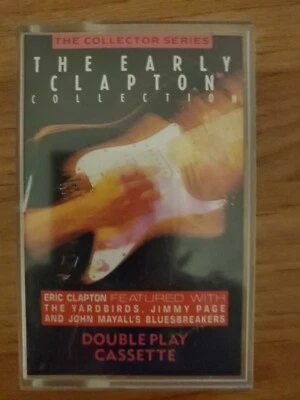 THE COLLECTOR SERIES
THE EARLY
CLAPTON
COLLECTION
ERIC CLAPTON FEATURED WITH
THE YARDBIRDS, JIMMY PAGE
AND JOHN MAYALL'S BLUESBREAKERS
DOUBLE PLAY
CASSETTE